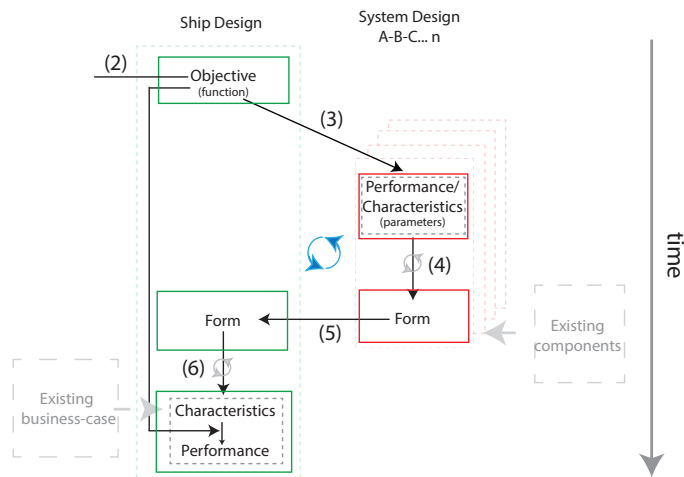 Ship Design
System Design
A-B-C... n
(2)
Objective
(function)
(3)
Performance/
Characteristics
(parameters)
(4)
time
Form
(5)
Form
Existing
components
(6)
Existing
business-case
Characteristics
Performance